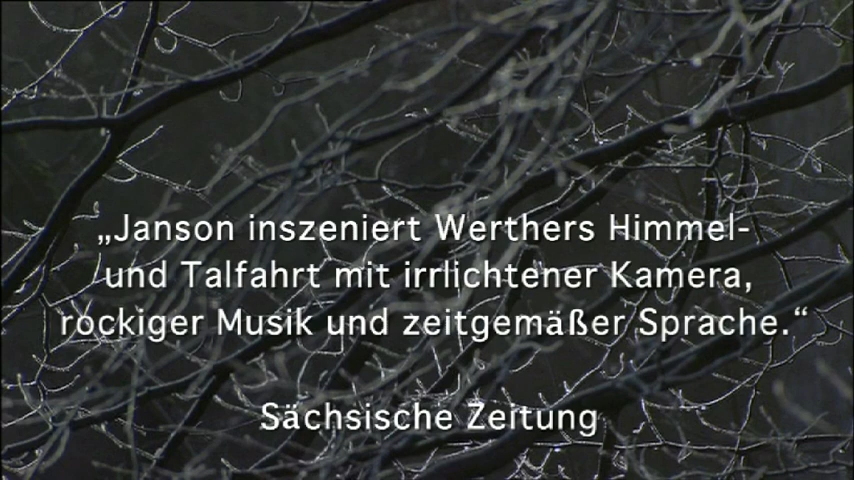 „Janson inszeniert Werthers Himmel-
und Talfahrt mit irrlichtener Kamera,
rockiger Musik und zeitgemäßer Sprache.“
Sächsische Zeitung